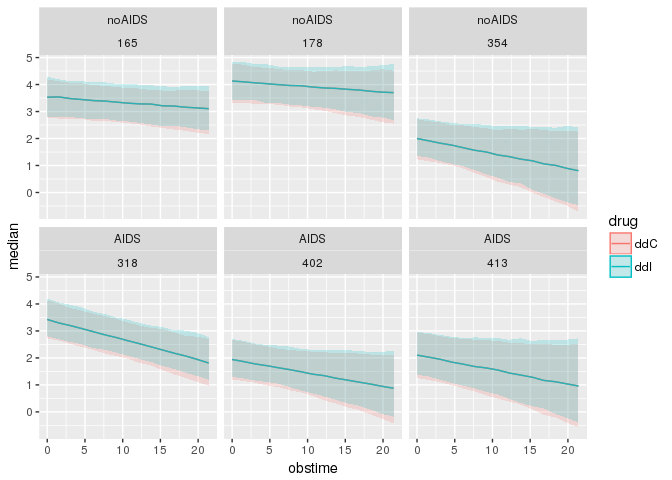 noAIDS noAIDS noAIDS
165 178 354
5
4
3
2
1
0
AIDS AIDS AIDS
318 402 413
5
4
3
2
1
0
0 5 10 15 20 0 5 10 15 20 0 5 10 15 20
obstime
median
drug
ddC
ddI